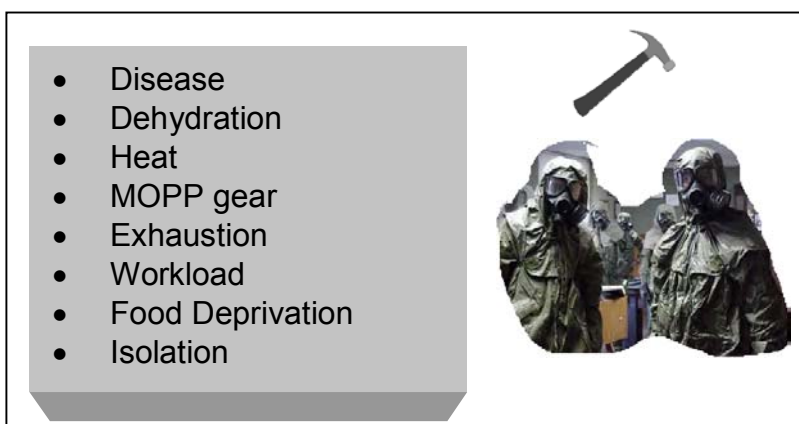 • Disease
• Dehydration
• Heat
• MOPP gear
• Exhaustion
• Workload
• Food Deprivation
• Isolation